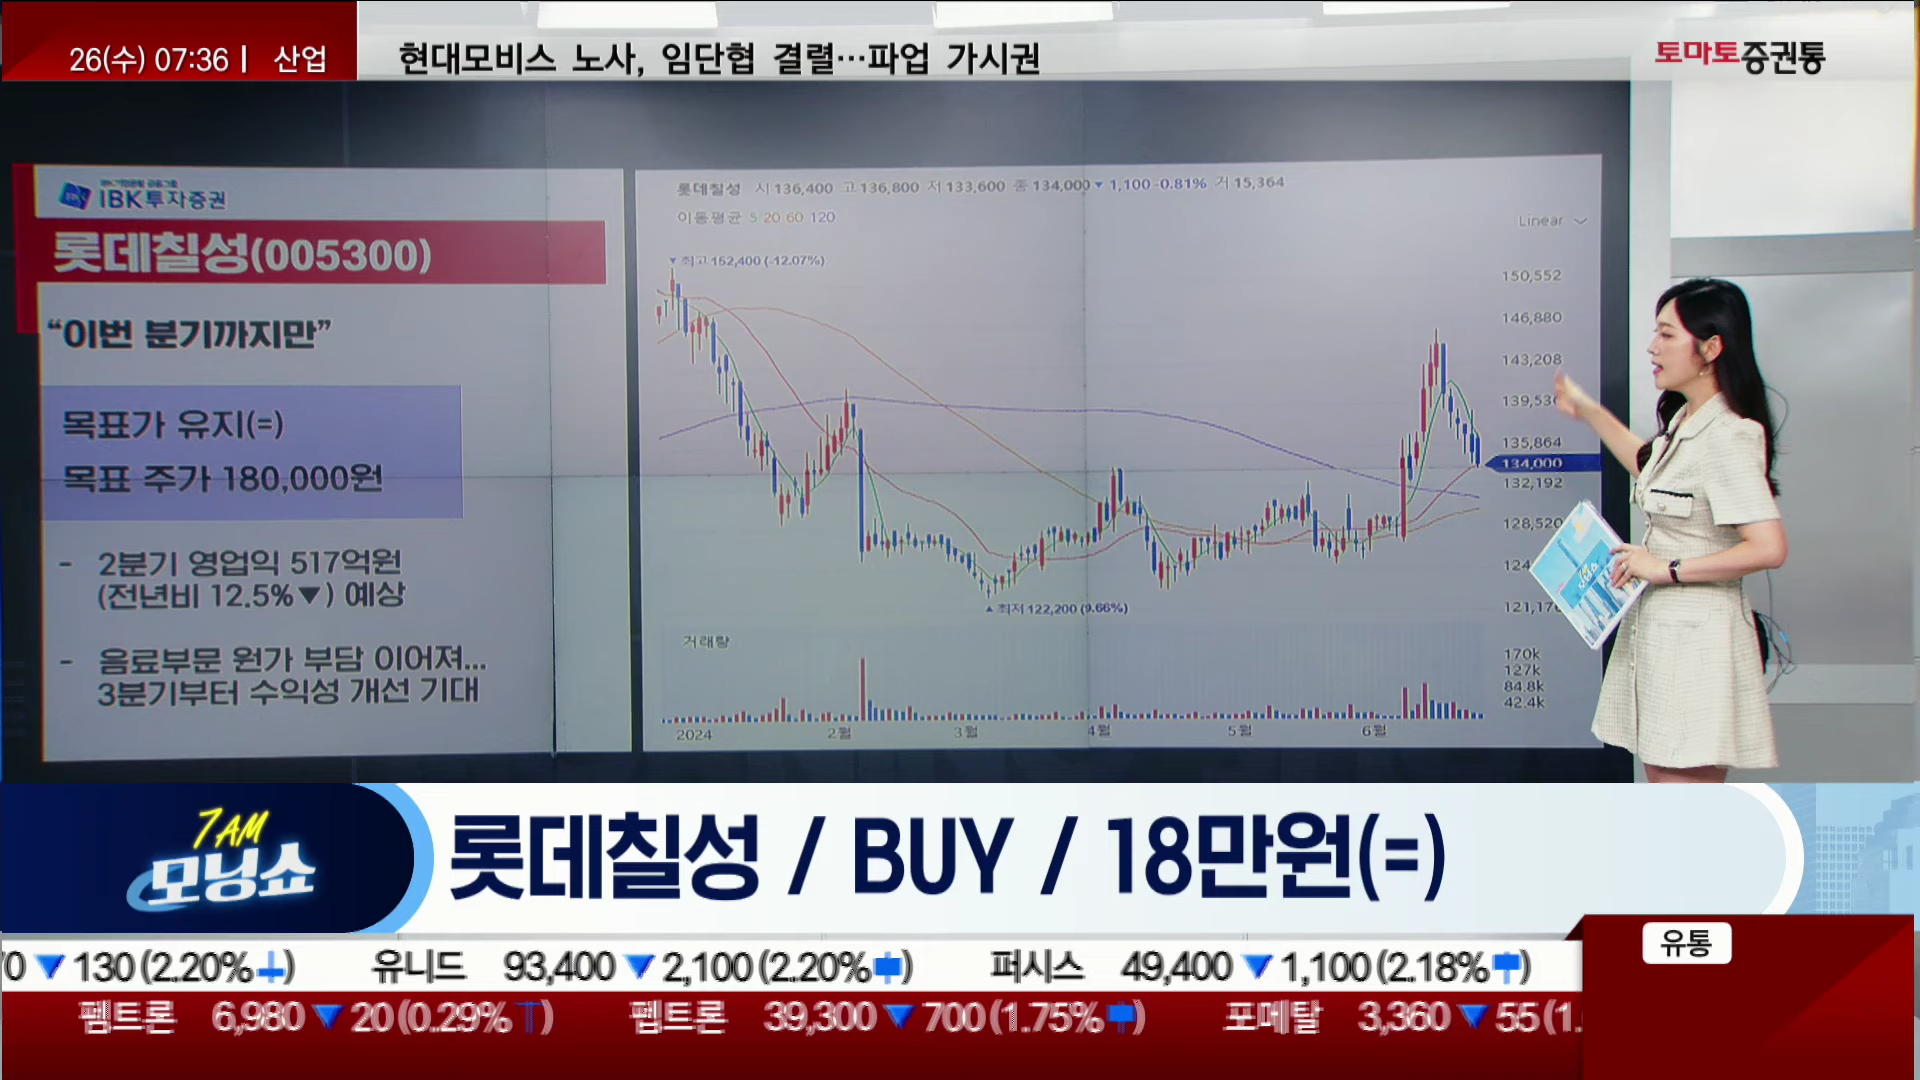 26(수) 07:36 | 산업
현대모비스 노사, 임단협 결렬…파업 가시권
토마토증권통
IBK투자증권
롯데칠성(005300)
“이번 분기까지만”
목표가 유지(=)
목표 주가 180,000원
- 2분기 영업익 517억원
(전년비 12.5%▼) 예상
- 음료부문 원가 부담 이어져...
3분기부터 수익성 개선 기대
롯데칠성 시 136,400 고 136,800 저 133,600 종 134,000 ▼ 1,100 -0.81% 거 15,364
이동평균 5 20 60 120
Linear
▼ 최고 152,400 (-12.07%)
150,552
146,880
143,208
139,53
135,864
134,000
132,192
128,520
124
121,17
▲ 최저 122,200 (9.66%)
거래량
170k
127k
84.8k
42.4k
2024 2월 3월 4월 5월 6월
7AM
모닝쇼
롯데칠성 / BUY / 18만원(=)
유통
0 ▼ 130 (2.20%↓) 유니드 93,400 ▼ 2,100 (2.20%) 퍼시스 49,400 ▼ 1,100 (2.18%)
펨트론 6,980 ▼ 20 (0.29%) 펩트론 39,300 ▼ 700 (1.75%) 포메탈 3,360 ▼ 55 (1.